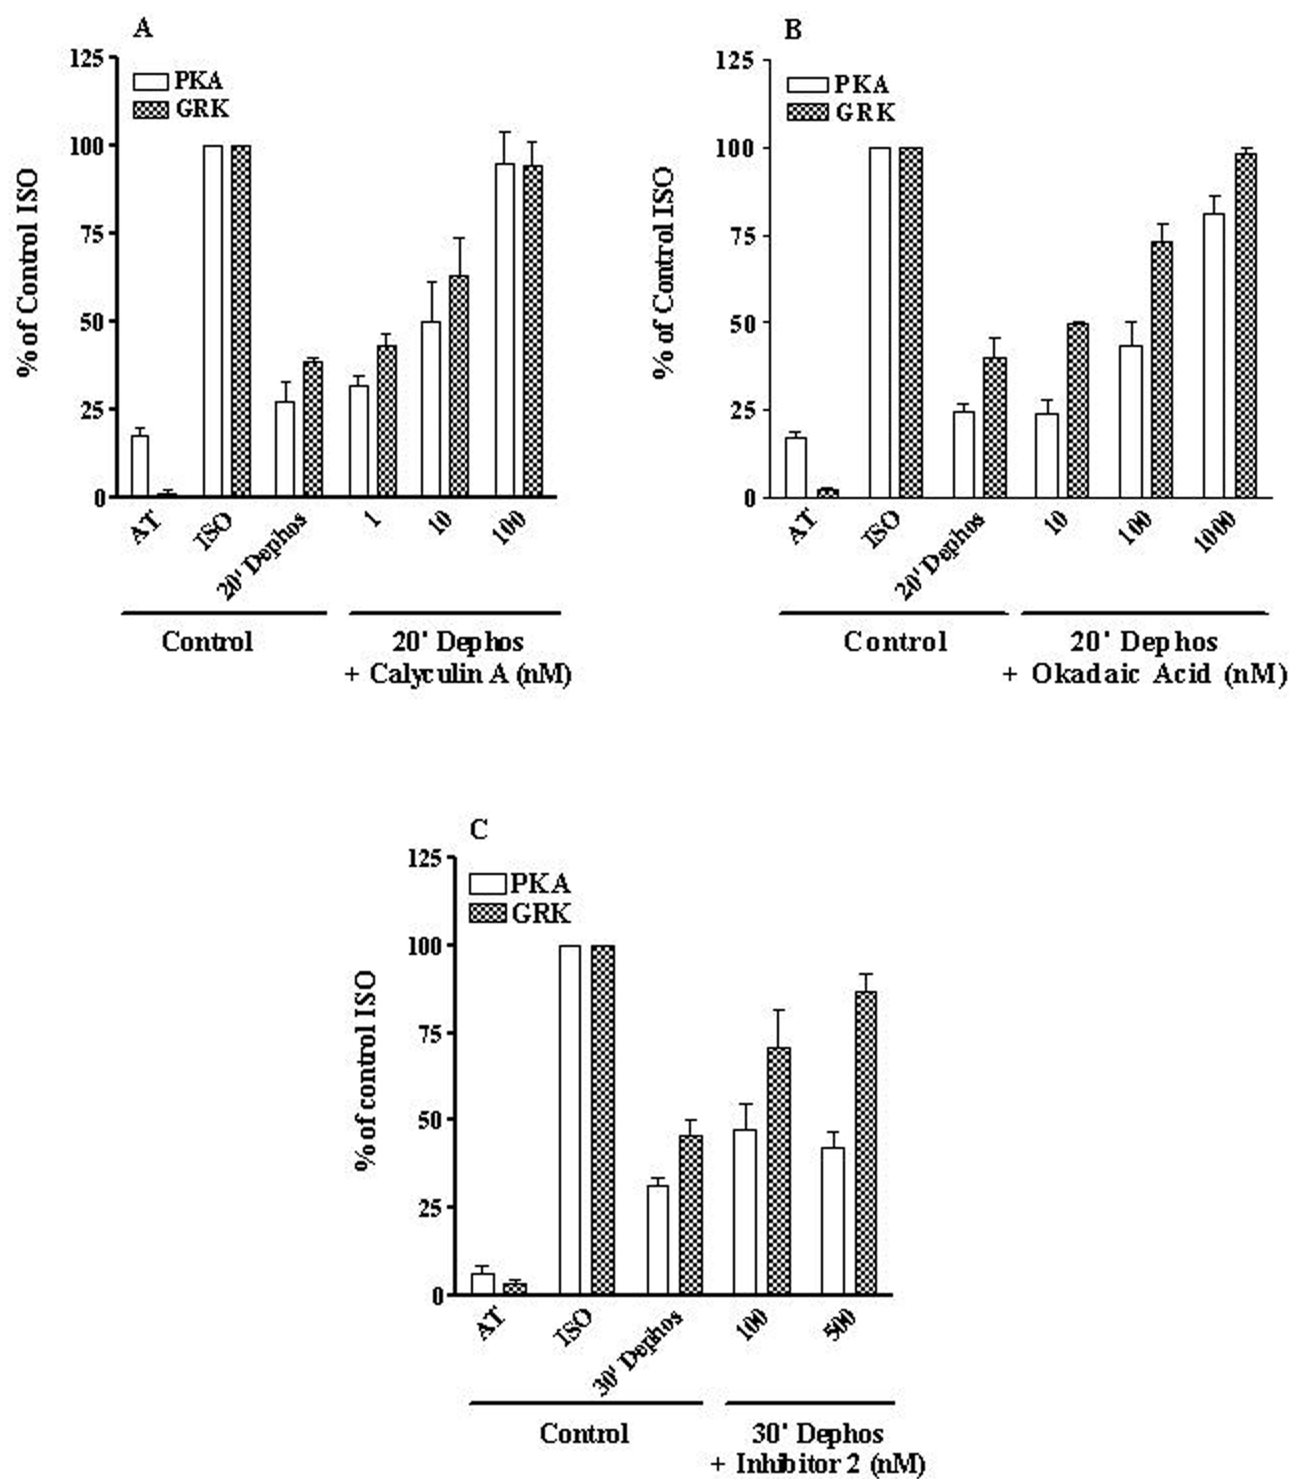 A
125
100
75
50
25
0
% of Control ISO
PKA
GRK
AT
ISO
20' Dephos
1
10
100
Control
20' Dephos
+ Calyculin A (nM)
B
125
100
75
50
25
0
% of Control ISO
PKA
GRK
AT
ISO
20' Dephos
10
100
1000
Control
20' Dephos
+ Okadaic Acid (nM)
C
125
100
75
50
25
0
% of control ISO
PKA
GRK
AT
ISO
30' Dephos
100
500
Control
30' Dephos
+ Inhibitor 2 (nM)